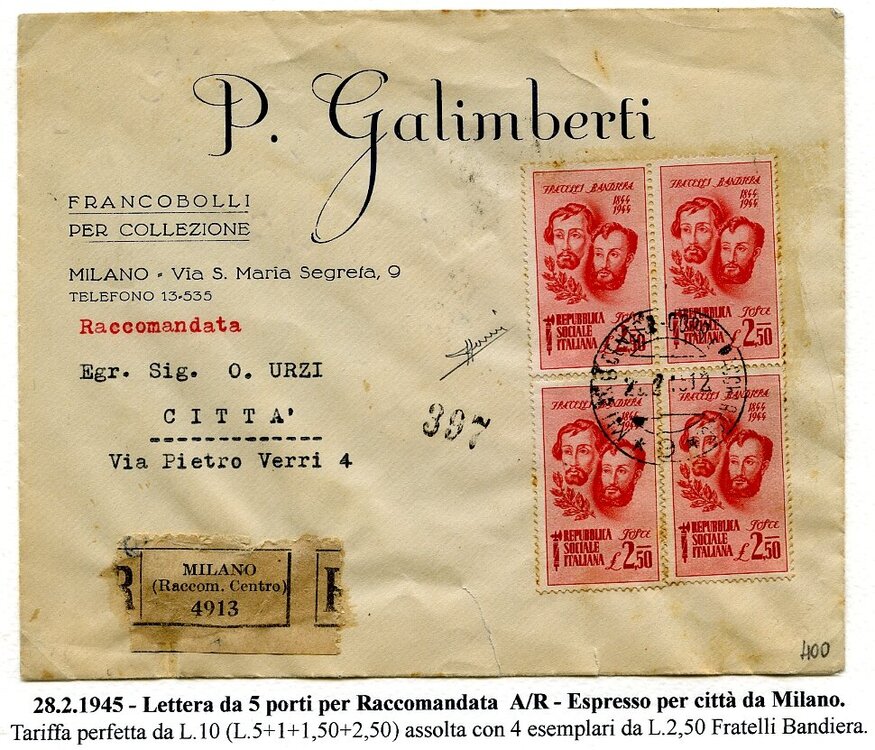 P. Galimberti
FRANCOBOLLI
PER COLLEZIONE
MILANO - Via S. Maria Segreta, 9
TELEFONO 13-535
Raccomandata
Egr. Sig. O. URZI
CITTA'
Via Pietro Verri 4
397
FRATELLI BANDIERA
1844
1944
REPUBBLICA
SOCIALE
ITALIANA
Poste
£2,50
FRATELLI BANDIERA
1844
1944
REPUBBLICA
SOCIALE
ITALIANA
Poste
£2,50
FRATELLI BANDIERA
1844
1944
REPUBBLICA
SOCIALE
ITALIANA
Poste
£2,50
FRATELLI BANDIERA
1844
1944
REPUBBLICA
SOCIALE
ITALIANA
Poste
£2,50
R
MILANO
(Raccom. Centro)
4913
400
28.2.1945 - Lettera da 5 porti per Raccomandata A/R - Espresso per città da Milano.
Tariffa perfetta da L.10 (L.5+1+1,50+2,50) assolta con 4 esemplari da L.2,50 Fratelli Bandiera.